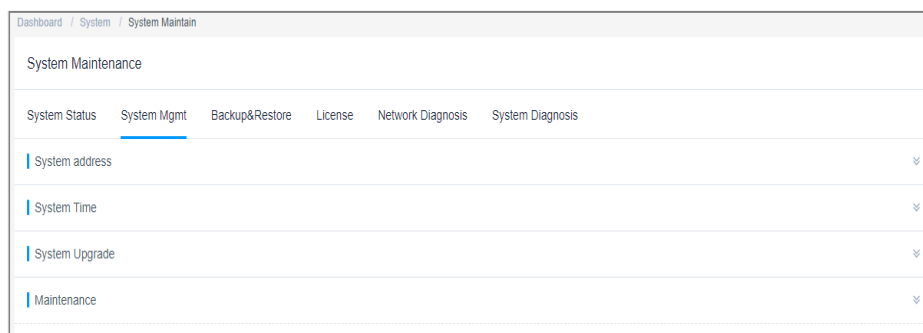 Dashboard / System / System Maintain
System Maintenance
System Status System Mgmt Backup&Restore License Network Diagnosis System Diagnosis
System address
System Time
System Upgrade
Maintenance